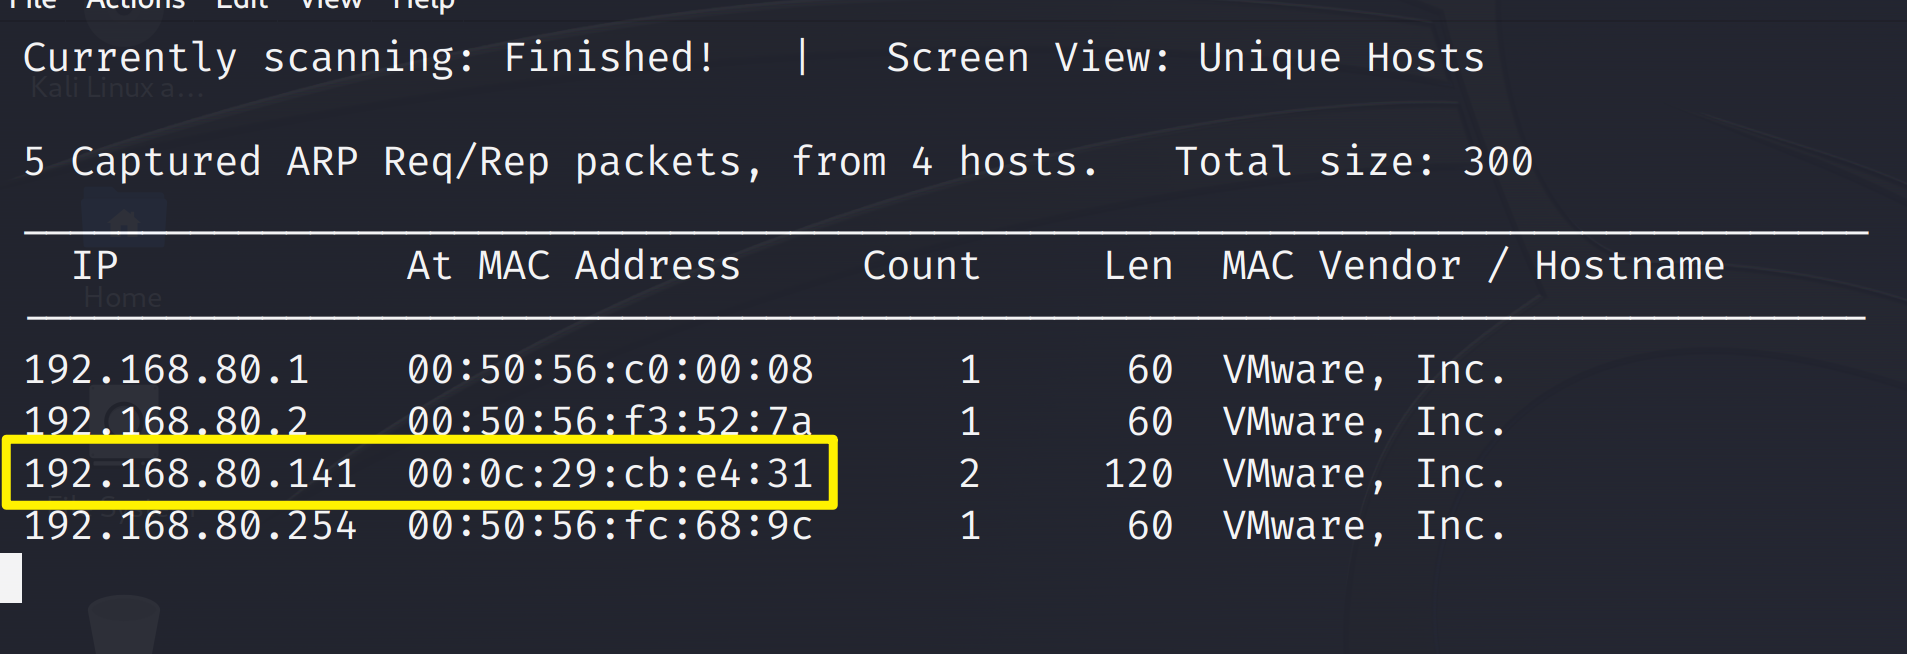 File Actions Edit View Help
Currently scanning: Finished! | Screen View: Unique Hosts
Kali Linux a...
5 Captured ARP Req/Rep packets, from 4 hosts. Total size: 300
IP At MAC Address Count Len MAC Vendor / Hostname
Home
192.168.80.1 00:50:56:c0:00:08 1 60 VMware, Inc.
192.168.80.2 00:50:56:f3:52:7a 1 60 VMware, Inc.
192.168.80.141 00:0c:29:cb:e4:31 2 120 VMware, Inc.
192.168.80.254 00:50:56:fc:68:9c 1 60 VMware, Inc.